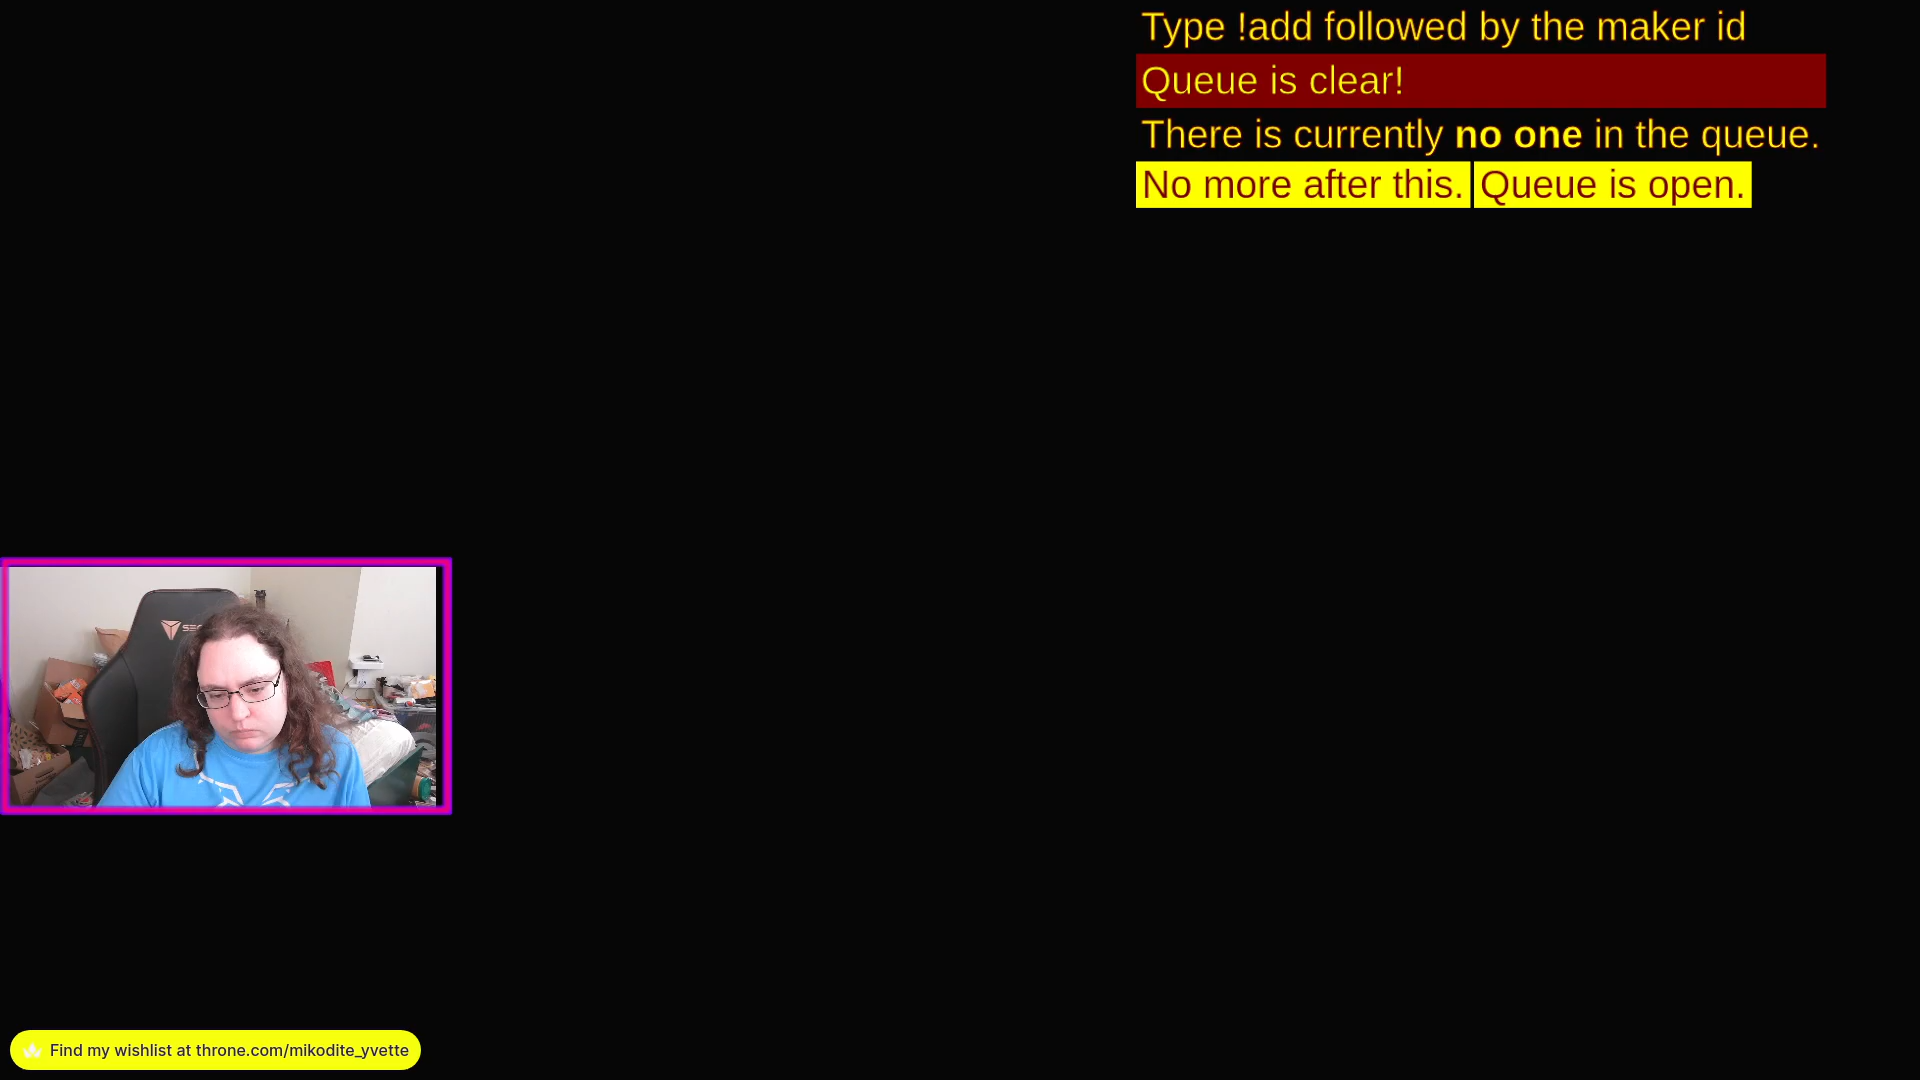 Type !add followed by the maker id
Queue is clear!
There is currently no one in the queue.
No more after this. Queue is open.
Find my wishlist at throne.com/mikodite_yvette